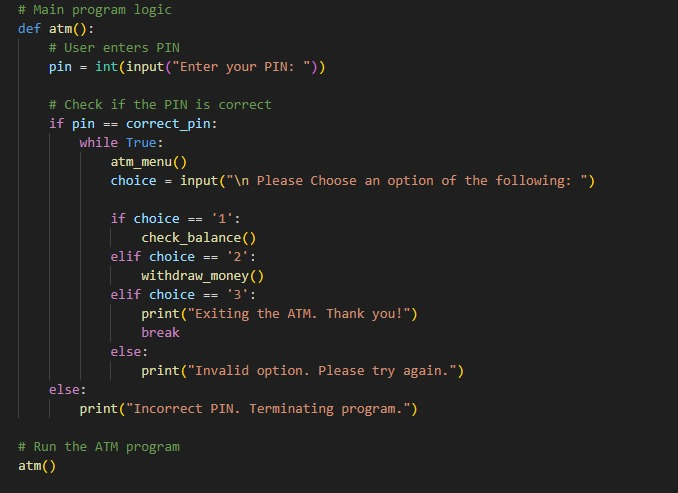 # Main program logic
def atm():
    # User enters PIN
    pin = int(input("Enter your PIN: "))

    # Check if the PIN is correct
    if pin == correct_pin:
        while True:
            atm_menu()
            choice = input("\n Please Choose an option of the following: ")

            if choice == '1':
                check_balance()
            elif choice == '2':
                withdraw_money()
            elif choice == '3':
                print("Exiting the ATM. Thank you!")
                break
            else:
                print("Invalid option. Please try again.")
    else:
        print("Incorrect PIN. Terminating program.")

# Run the ATM program
atm()